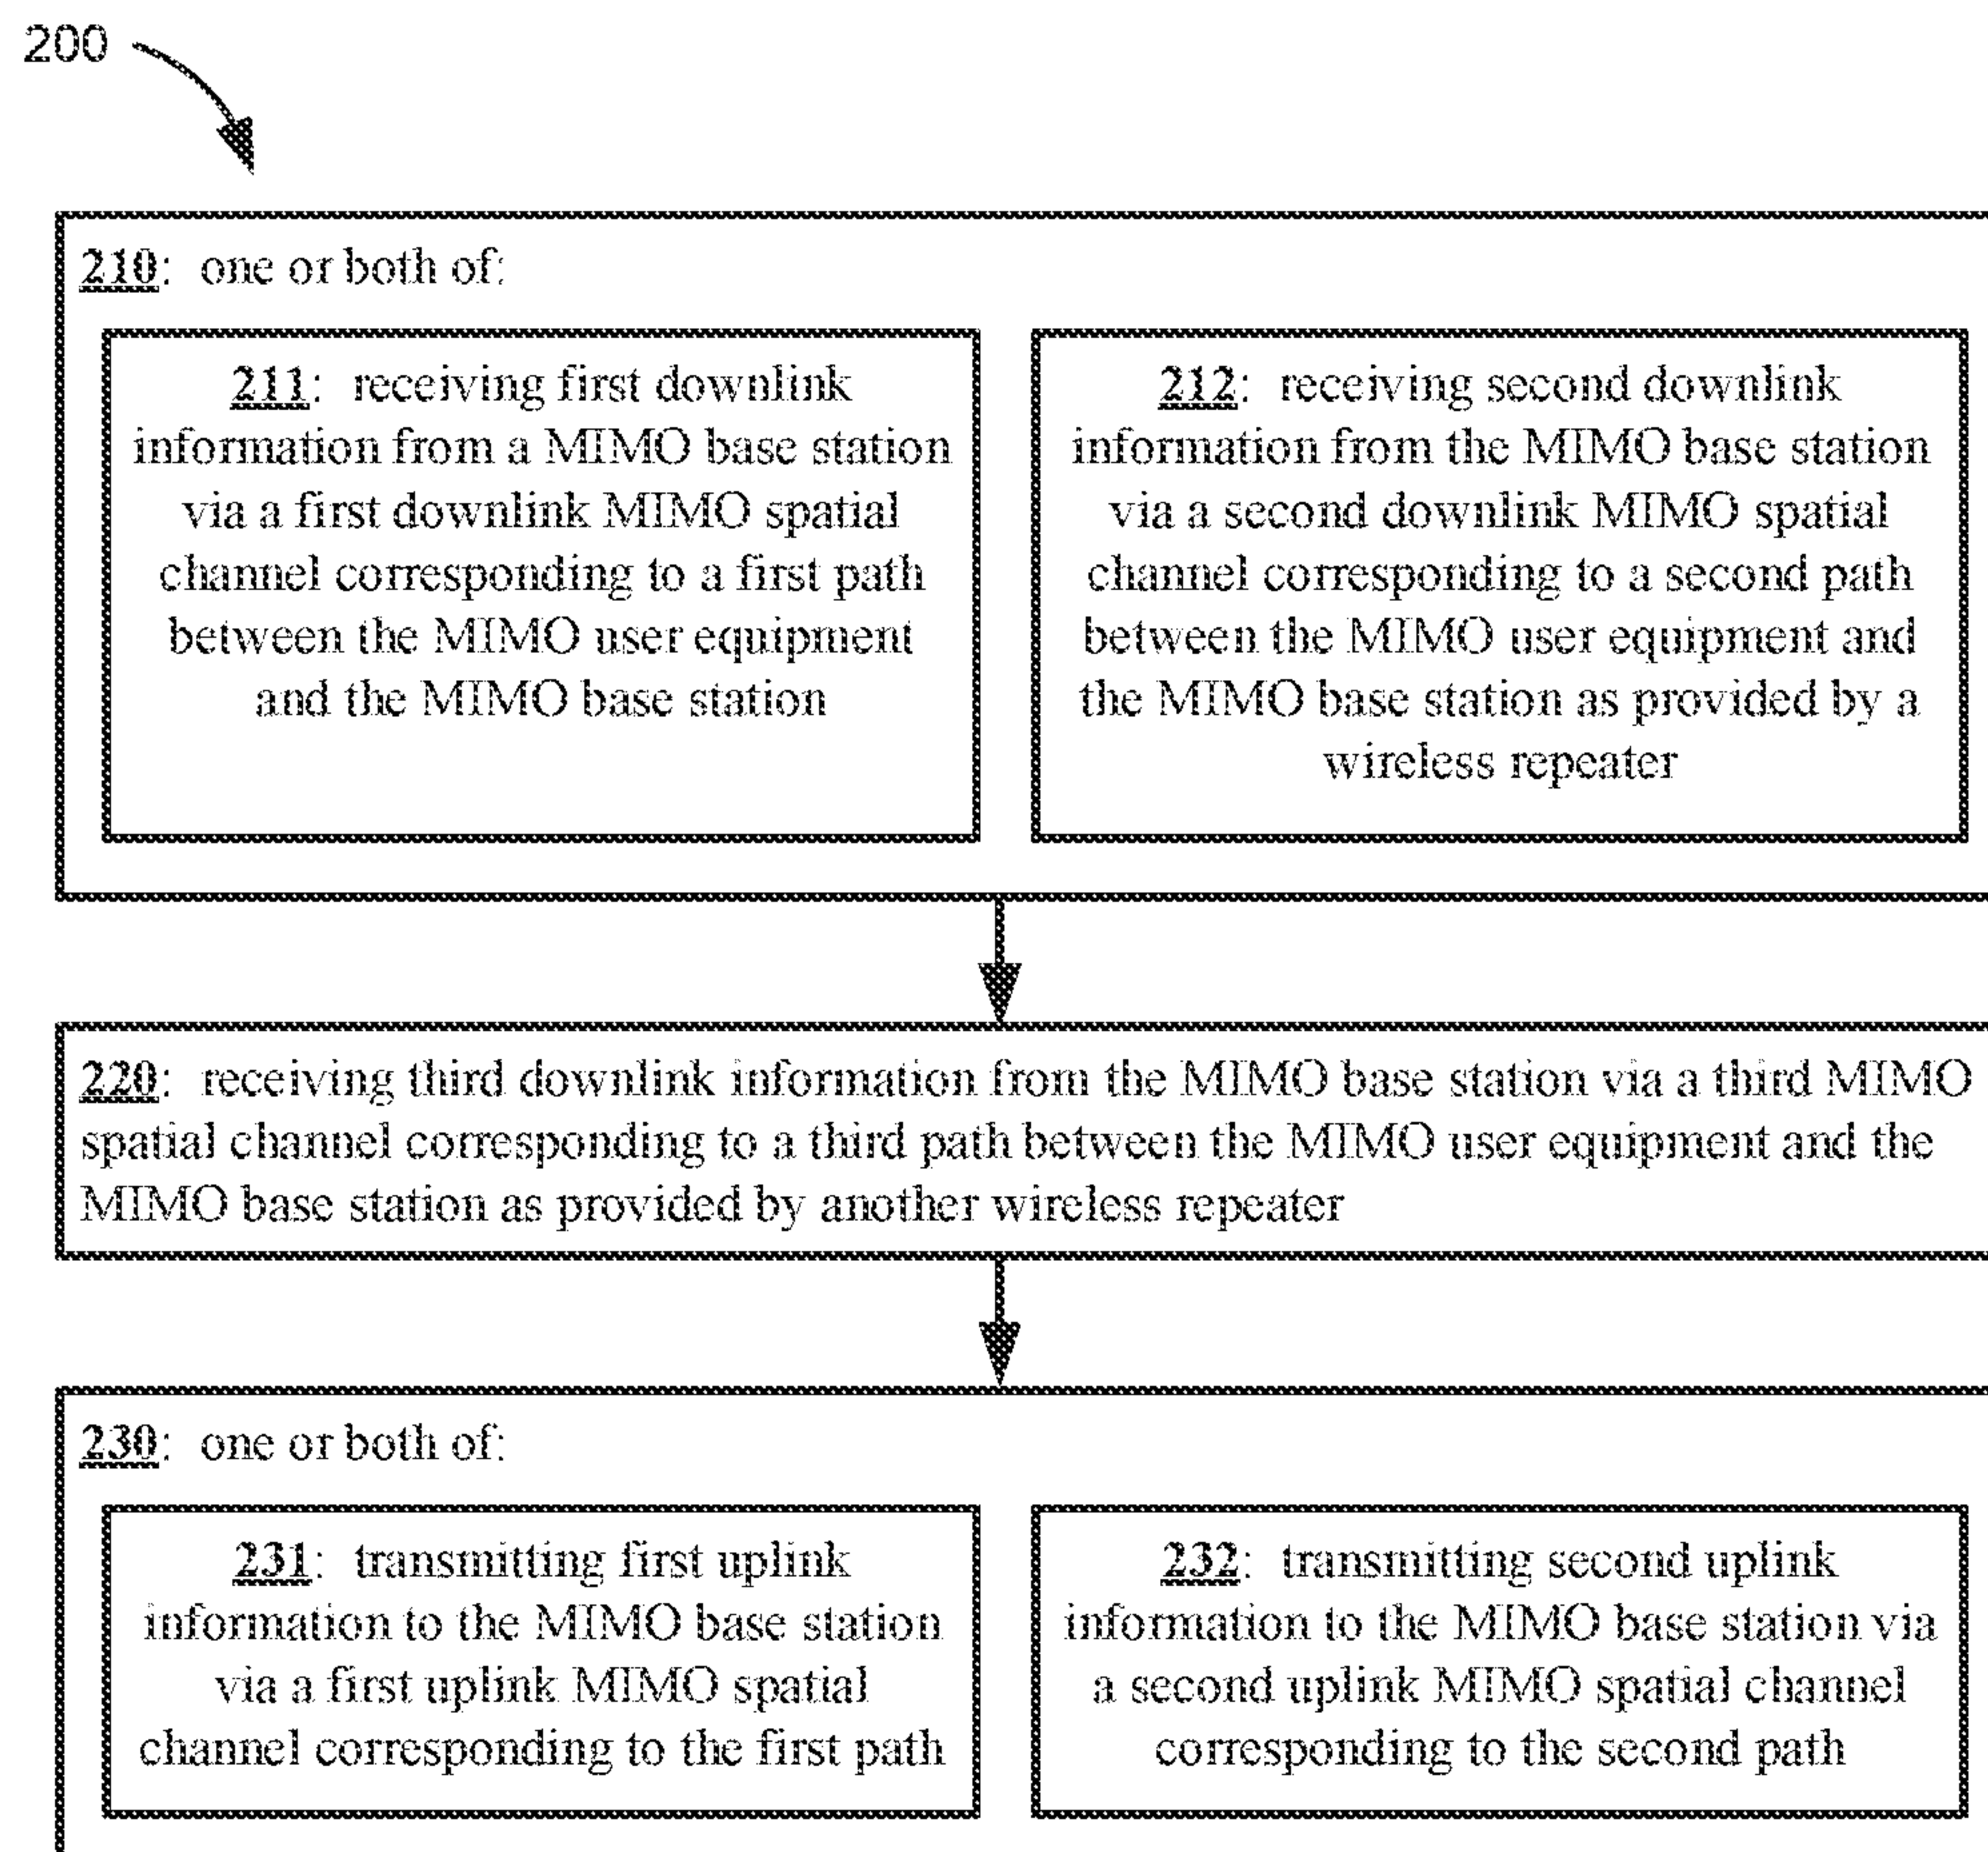 200
210: one or both of:
211: receiving first downlink
information from a MIMO base station
via a first downlink MIMO spatial
channel corresponding to a first path
between the MIMO user equipment
and the MIMO base station
212: receiving second downlink
information from the MIMO base station
via a second downlink MIMO spatial
channel corresponding to a second path
between the MIMO user equipment and
the MIMO base station as provided by a
wireless repeater
220: receiving third downlink information from the MIMO base station via a third MIMO
spatial channel corresponding to a third path between the MIMO user equipment and the
MIMO base station as provided by another wireless repeater
230: one or both of:
231: transmitting first uplink
information to the MIMO base station
via a first uplink MIMO spatial
channel corresponding to the first path
232: transmitting second uplink
information to the MIMO base station via
a second uplink MIMO spatial channel
corresponding to the second path